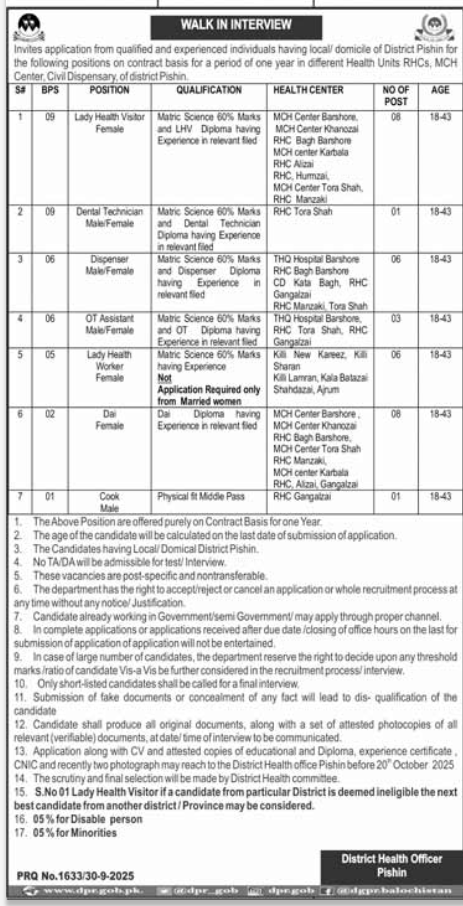 WALK IN INTERVIEW
Invites application from qualified and experienced individuals having local/ domicile of District Pishin for
the following positions on contract basis for a period of one year in different Health Units RHCs, MCH
Center, Civil Dispensary, of district Pishin.
S# BPS POSITION QUALIFICATION HEALTH CENTER NO OF POST AGE
1 09 Lady Health Visitor Female
Matric Science 60% Marks
and LHV Diploma having
Experience in relevant filed
MCH Center Barshore,
MCH Center Khanozai
RHC Bagh Barshore
MCH center Karbala
RHC Alizai
RHC, Hurmzai,
MCH Center Tora Shah,
RHC Manzaki
08 18-43
2 09 Dental Technician Male/Female
Matric Science 60% Marks
and Dental Technician
Diploma having Experience
in relevant filed
RHC Tora Shah
01 18-43
3 06 Dispenser Male/Female
Matric Science 60% Marks
and Dispenser Diploma
having Experience in
relevant filed
THQ Hospital Barshore
RHC Bagh Barshore
CD Kata Bagh, RHC
Gangalzai
RHC Manzaki, Tora Shah
06 18-43
4 06 OT Assistant Male/Female
Matric Science 60% Marks
and OT Diploma having
Experience in relevant filed
THQ Hospital Barshore,
RHC Tora Shah, RHC
Gangalzai
03 18-43
5 05 Lady Health Worker Female
Matric Science 60% Marks
having Experience
Not
Application Required only
from Married women
Killi New Kareez, Killi
Sharan
Killi Lamran, Kala Batazai
Shahdazai, Ajrum
06 18-43
6 02 Dai Female
Dai Diploma having
Experience in relevant filed
MCH Center Barshore ,
MCH Center Khanozai
RHC Bagh Barshore,
MCH Center Tora Shah
RHC Manzaki,
MCH center Karbala
RHC, Alizai, Gangalzai
08 18-43
7 01 Cook Male
Physical fit Middle Pass
RHC Gangalzai
01 18-43
1. The Above Position are offered purely on Contract Basis for one Year.
2. The age of the candidate will be calculated on the last date of submission of application.
3. The Candidates having Local/ Domical District Pishin.
4. No TA/DA will be admissible for test/ Interview.
5. These vacancies are post-specific and nontransferable.
6. The department has the right to accept/reject or cancel an application or whole recruitment process at
any time without any notice/ Justification.
7. Candidate already working in Government/semi Government/ may apply through proper channel.
8. In complete applications or applications received after due date /closing of office hours on the last for
submission of application of application will not be entertained.
9. In case of large number of candidates, the department reserve the right to decide upon any threshold
marks /ratio of candidate Vis-a Vis be further considered in the recruitment process/ interview.
10. Only short-listed candidates shall be called for a final interview.
11. Submission of fake documents or concealment of any fact will lead to dis- qualification of the
candidate
12. Candidate shall produce all original documents, along with a set of attested photocopies of all
relevant (verifiable) documents, at date/ time of interview to be communicated.
13. Application along with CV and attested copies of educational and Diploma, experience certificate ,
CNIC and recently two photograph may reach to the District Health office Pishin before 20th October 2025
14. The scrutiny and final selection will be made by District Health committee.
15. S.No 01 Lady Health Visitor if a candidate from particular District is deemed ineligible the next
best candidate from another district / Province may be considered.
16. 05 % for Disable person
17. 05 % for Minorities
District Health Officer
Pishin
PRQ No.1633/30-9-2025
www.dpr.gob.pk. @dpr_gob dpr.gob @dgpr.balochistan